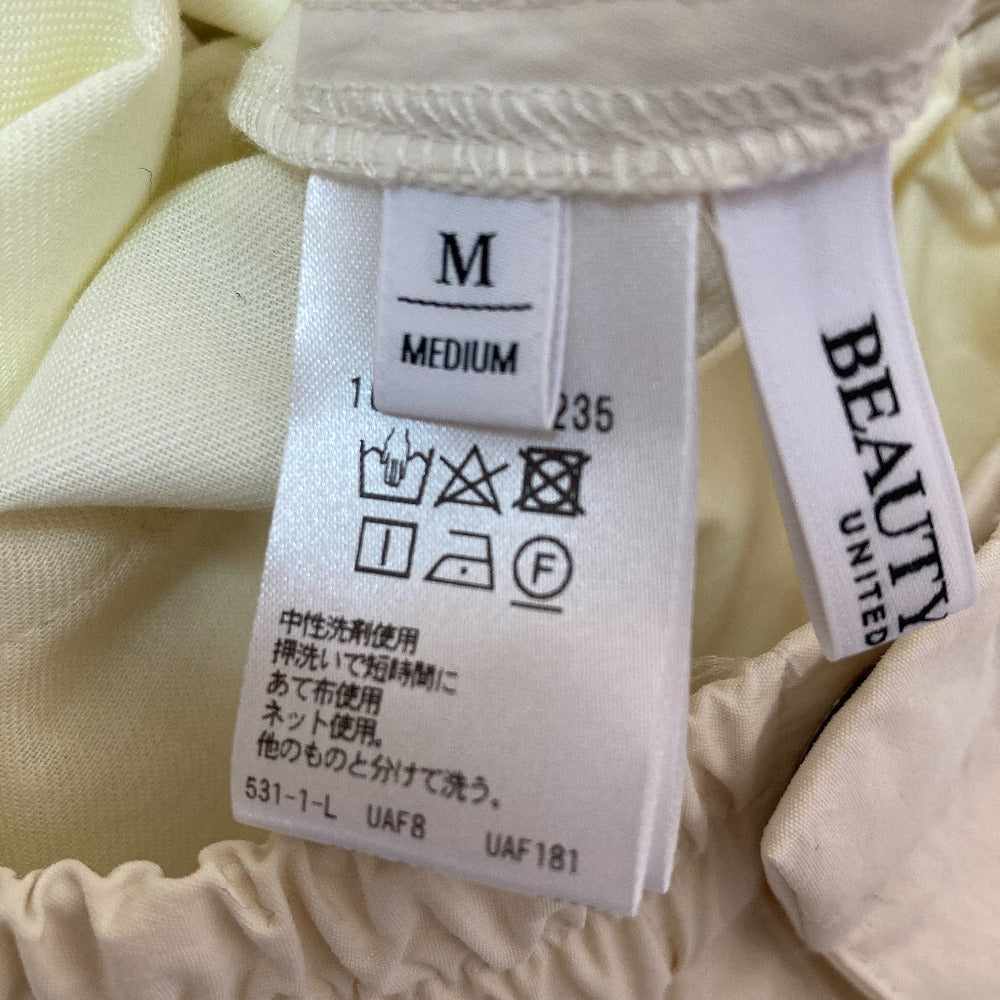 M
MEDIUM
235
中性洗剤使用
押洗いで短時間に
あて布使用
ネット使用。
他のものと分けて洗う。
531-1-L UAF8 UAF181
F
BEAUTY
UNITED